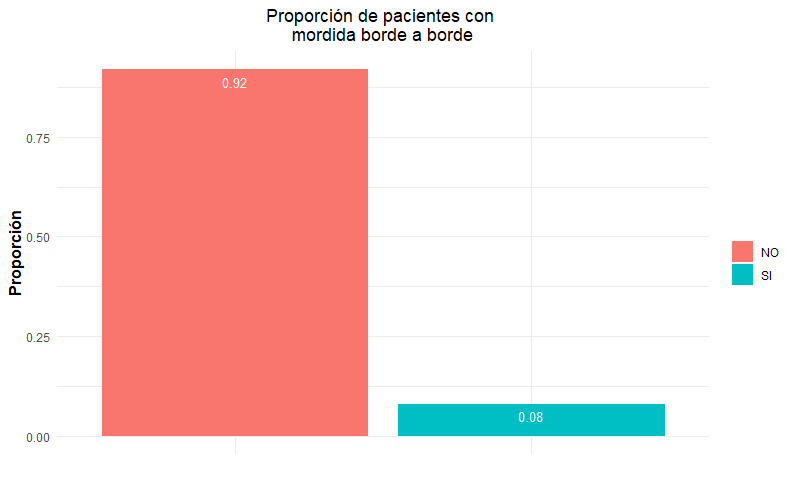 Proporción de pacientes con
mordida borde a borde
0.92
0.75
Proporción
0.50
NO
SI
0.25
0.08
0.00